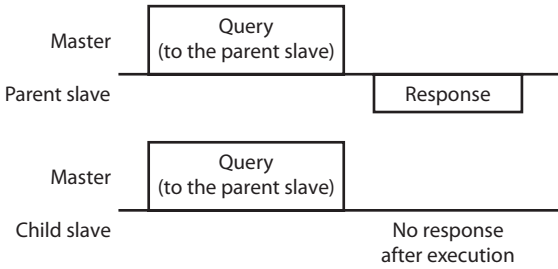 Query
(to the parent slave)
Master
Parent slave
Response
Query
(to the parent slave)
Master
Child slave
No response
after execution